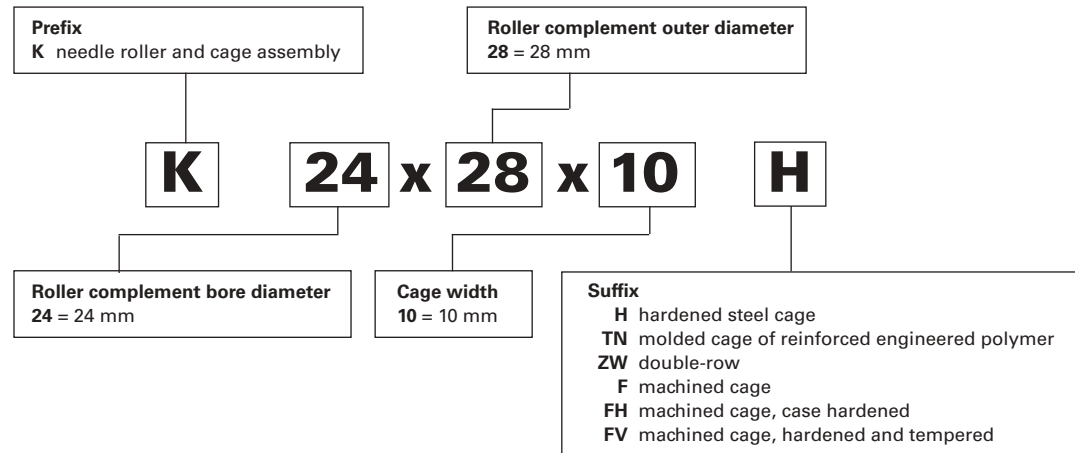 Prefix
K needle roller and cage assembly
Roller complement outer diameter
28 = 28 mm
K 24 x 28 x 10 H
Roller complement bore diameter
24 = 24 mm
Cage width
10 = 10 mm
Suffix
H hardened steel cage
TN molded cage of reinforced engineered polymer
ZW double-row
F machined cage
FH machined cage, case hardened
FV machined cage, hardened and tempered